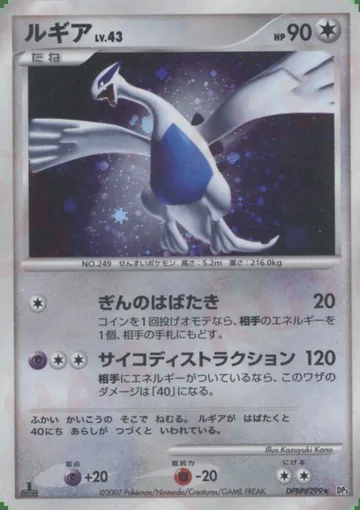 ルギア LV.43 HP 90
たね
NO.249 せんすいポケモン 高さ:5.2m 重さ:216.0kg
ぎんのはばたき 20
コインを1回投げオモテなら、相手のエネルギーを
1個、相手の手札にもどす。
サイコディストラクション 120
相手にエネルギーがついているなら、このワザの
ダメージは「40」になる。
ふかい かいこうの そこで ねむる。 ルギアが はばたくと
40にち あらしが つづくと いわれている。
Illus.Kazuyuki Kano
弱点 +20 抵抗力 -20 にげる
©2007 Pokémon/Nintendo/Creatures/GAME FREAK. DPBP#299★ DP4